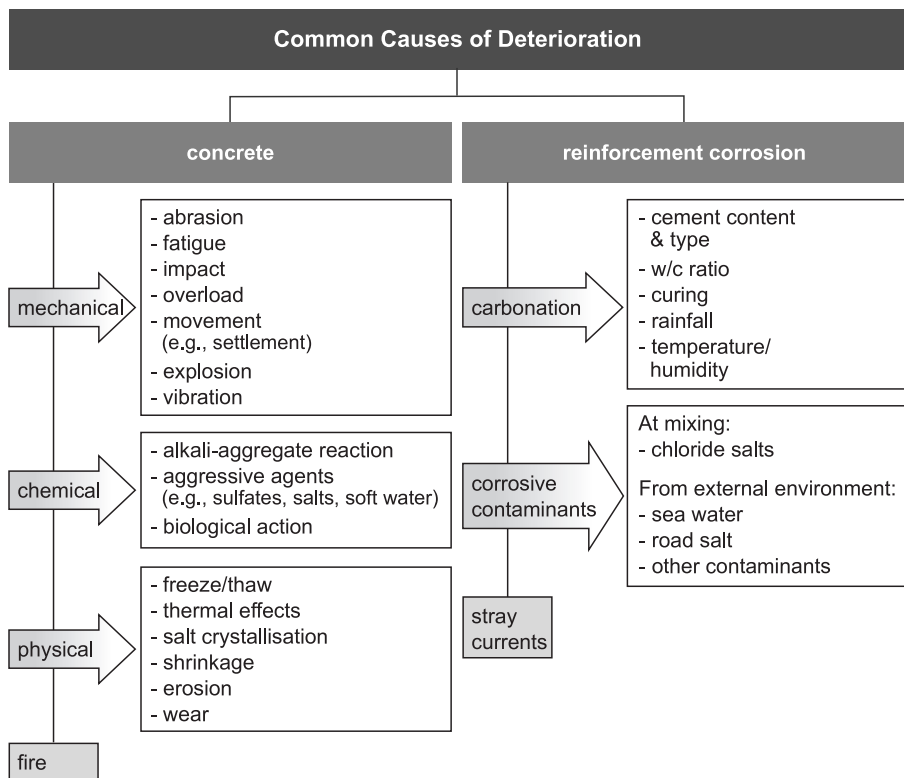 Common Causes of Deterioration
concrete
mechanical
- abrasion
- fatigue
- impact
- overload
- movement
(e.g., settlement)
- explosion
- vibration
chemical
- alkali-aggregate reaction
- aggressive agents
(e.g., sulfates, salts, soft water)
- biological action
physical
- freeze/thaw
- thermal effects
- salt crystallisation
- shrinkage
- erosion
- wear
fire
reinforcement corrosion
carbonation
- cement content
& type
- w/c ratio
- curing
- rainfall
- temperature/
humidity
corrosive
contaminants
At mixing:
- chloride salts
From external environment:
- sea water
- road salt
- other contaminants
stray
currents